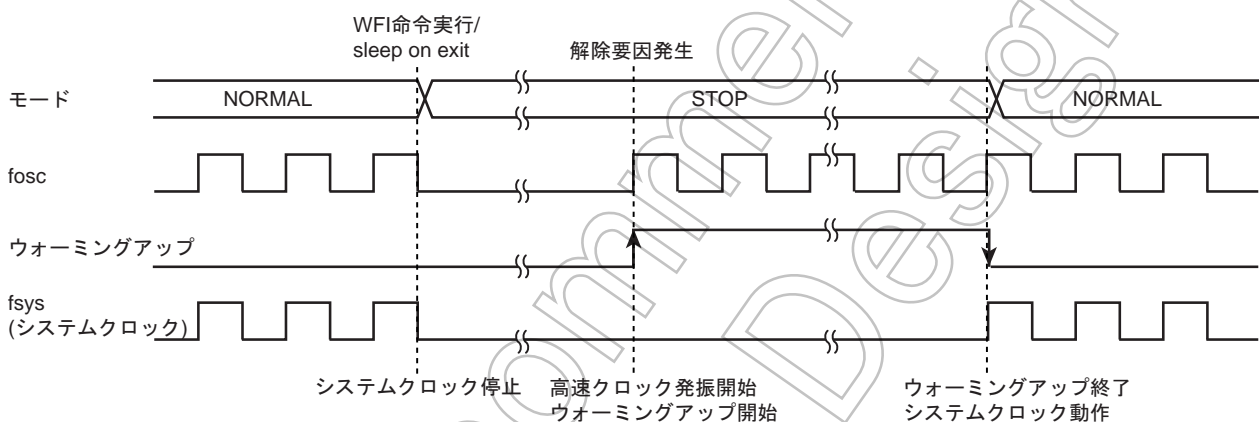 WFI命令実行/
sleep on exit
解除要因発生
モード
NORMAL
STOP
NORMAL
fosc
ウォーミングアップ
fsys
(システムクロック)
システムクロック停止
高速クロック発振開始
ウォーミングアップ開始
ウォーミングアップ終了
システムクロック動作